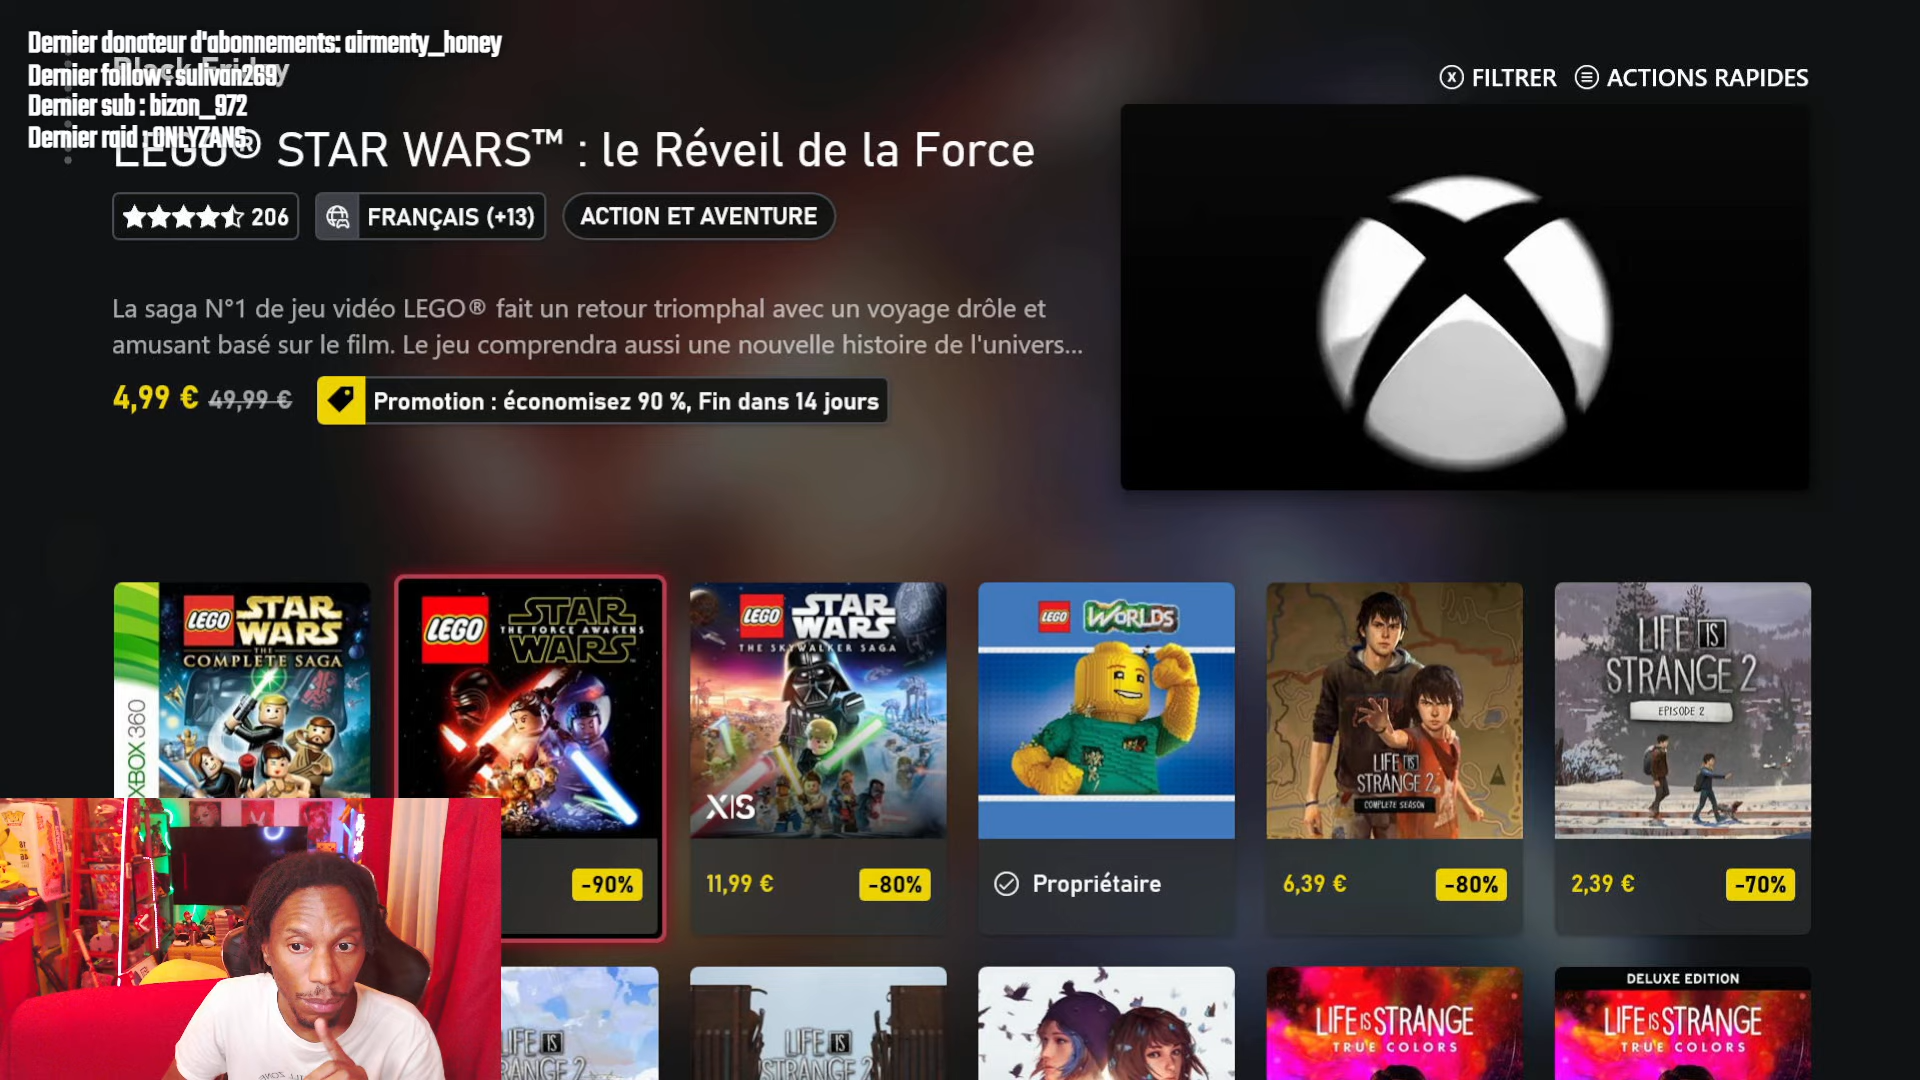 Dernier donateur d'abonnements: airmenty_honey
Black Friday
Dernier follow : sulivan269
Dernier sub : bizon_972
Dernier raid : ONLYZANS
FILTRER
ACTIONS RAPIDES
LEGO® STAR WARS™ : le Réveil de la Force
206
FRANÇAIS (+13)
ACTION ET AVENTURE
La saga N°1 de jeu vidéo LEGO® fait un retour triomphal avec un voyage drôle et
amusant basé sur le film. Le jeu comprendra aussi une nouvelle histoire de l'univers...
4,99 € 49,99 €
Promotion : économisez 90 %, Fin dans 14 jours
XBOX 360
LEGO STAR WARS
THE
COMPLETE SAGA
LEGO STAR WARS
THE FORCE AWAKENS
LEGO STAR WARS
THE SKYWALKER SAGA
X|S
LEGO WORLDS
LIFE IS
STRANGE 2
COMPLETE SEASON
LIFE IS
STRANGE 2
EPISODE 2
-90%
11,99 €
-80%
Propriétaire
6,39 €
-80%
2,39 €
-70%
LIFE IS
STRANGE 2
LIFE IS
STRANGE 2
LIFE IS STRANGE
TRUE COLORS
DELUXE EDITION
LIFE IS STRANGE
TRUE COLORS